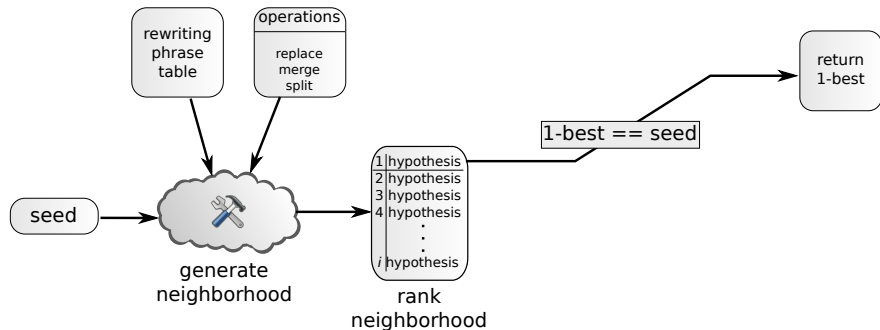 rewriting
phrase
table
operations
replace
merge
split
return
1-best
1-best == seed
seed
generate
neighborhood
1 hypothesis
2 hypothesis
3 hypothesis
4 hypothesis
.
.
.
i hypothesis
rank
neighborhood